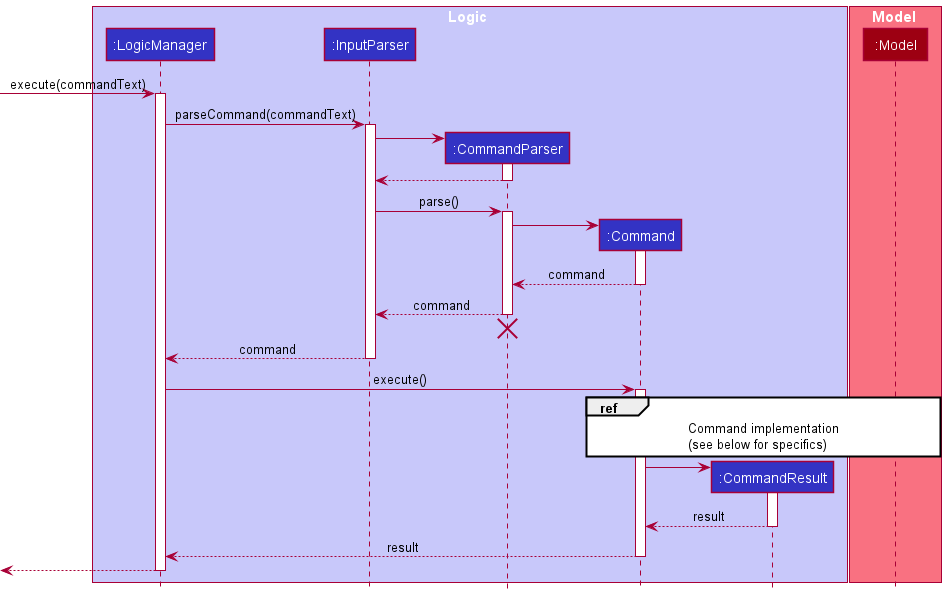 Logic
Model
:LogicManager
:InputParser
:Model
execute(commandText)
parseCommand(commandText)
:CommandParser
parse()
:Command
command
command
command
execute()
ref
Command implementation
(see below for specifics)
:CommandResult
result
result